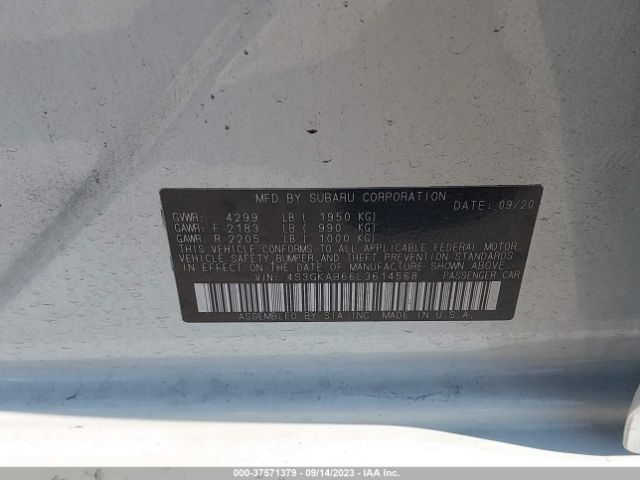 MFD BY SUBARU CORPORATION
DATE: 09/20
GVWR: 4299 LB ( 1950 KG)
GAWR: F 2183 LB ( 990 KG)
GAWR: R 2205 LB ( 1000 KG)
THIS VEHICLE CONFORMS TO ALL APPLICABLE FEDERAL MOTOR
VEHICLE SAFETY, BUMPER, AND THEFT PREVENTION STANDARDS
IN EFFECT ON THE DATE OF MANUFACTURE SHOWN ABOVE.
VIN: 4S3GKAB66L3614568 PASSENGER CAR
ASSEMBLED BY SIA INC. MADE IN U.S.A.
000-37571379 - 09/14/2023 - IAA Inc.